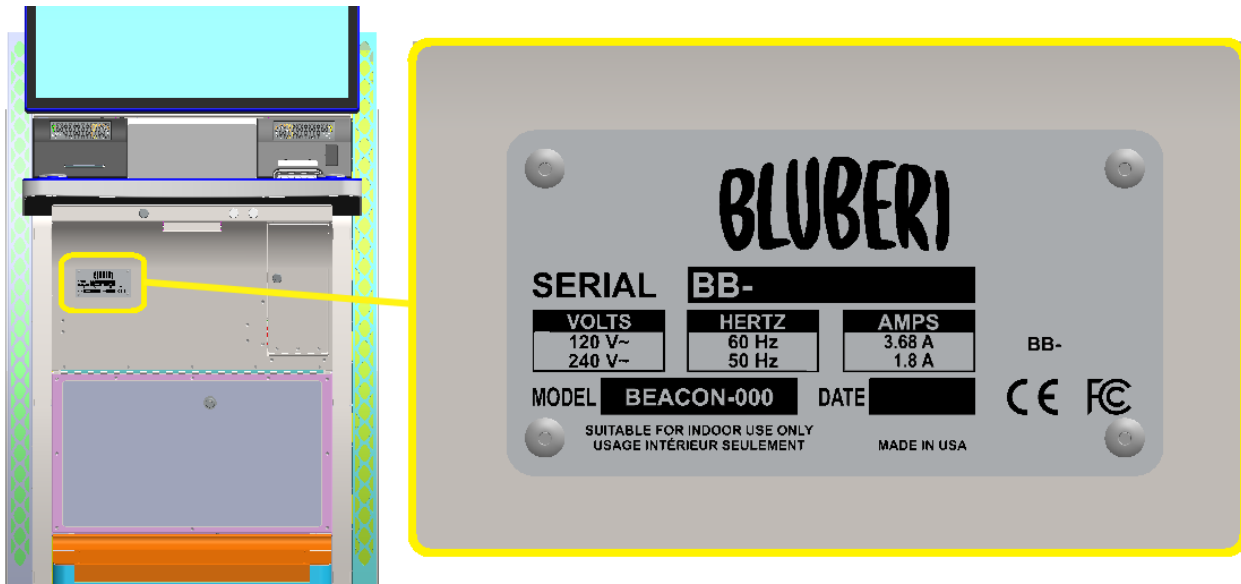 BLUBERI
SERIAL BB-
VOLTS HERTZ AMPS
120 V~ 60 Hz 3.68 A
240 V~ 50 Hz 1.8 A
BB-
MODEL BEACON-000 DATE
CE FC
SUITABLE FOR INDOOR USE ONLY
USAGE INTÉRIEUR SEULEMENT MADE IN USA